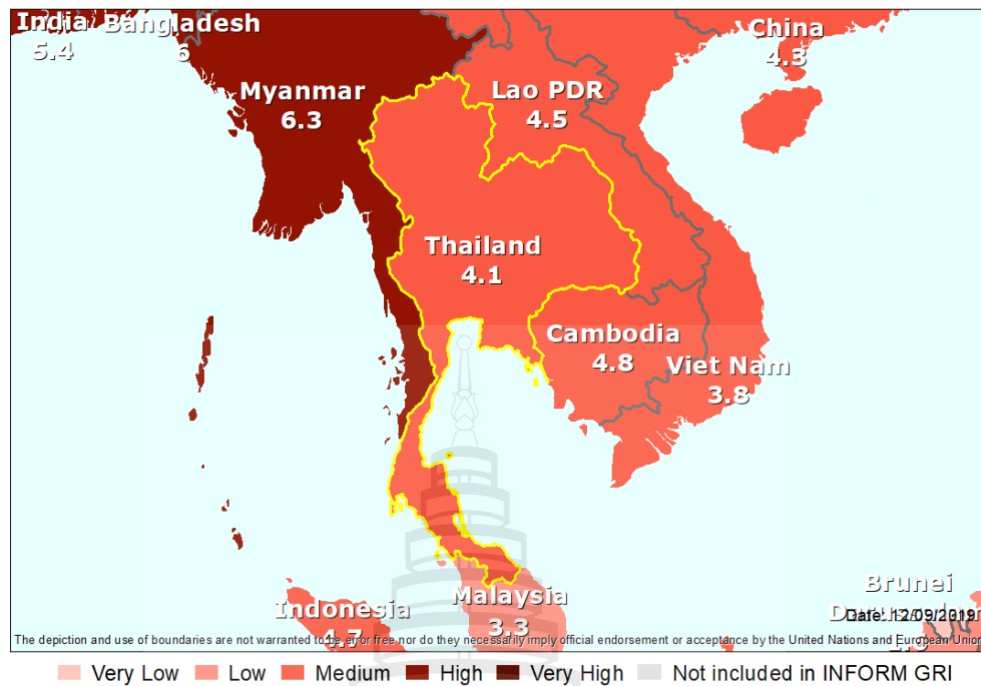 India
5.4
Bangladesh
6
China
4.3
Myanmar
6.3
Lao PDR
4.5
Thailand
4.1
Cambodia
4.8
Viet Nam
3.8
Malaysia
3.3
Indonesia
4.7
Brunei
Date: 12/09/2019
The depiction and use of boundaries are not warranted to be error free nor do they necessarily imply official endorsement or acceptance by the United Nations and European Union
Very Low
Low
Medium
High
Very High
Not included in INFORM GRI